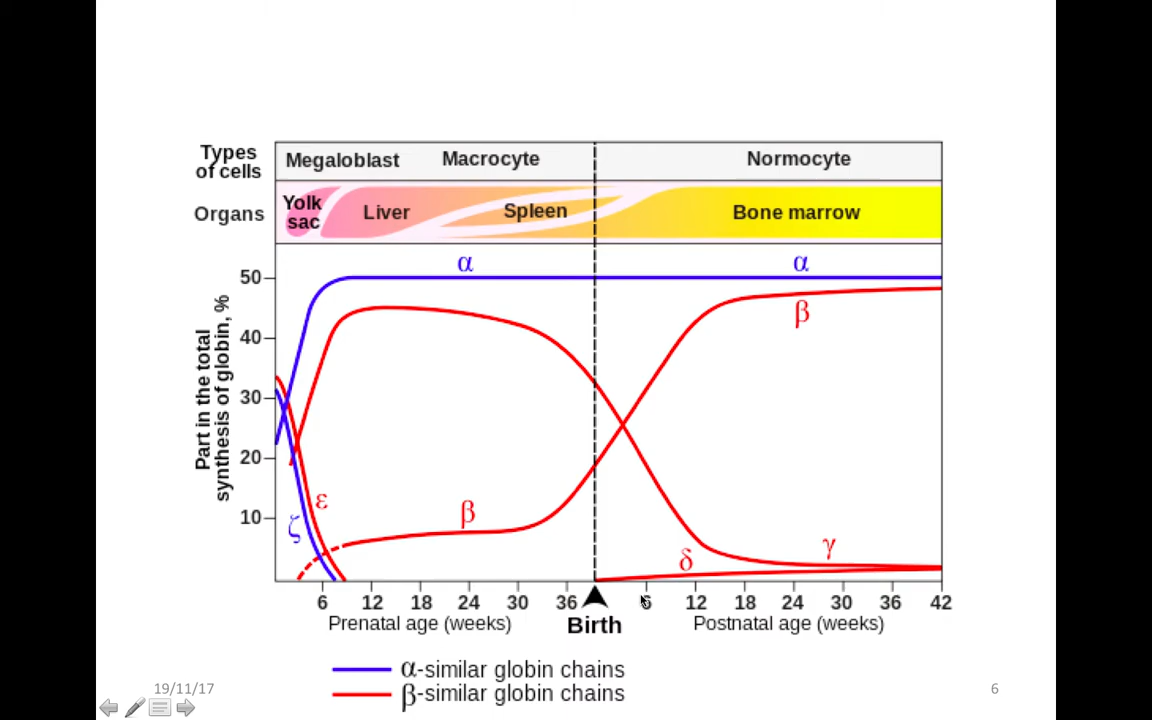 Types
of cells
Megaloblast
Macrocyte
Normocyte
Organs
Yolk
sac
Liver
Spleen
Bone marrow
Part in the total
synthesis of globin, %
50
40
30
20
10
α
α
β
ε
ζ
β
γ
δ
6 12 18 24 30 36 6 12 18 24 30 36 42
Prenatal age (weeks)
Birth
Postnatal age (weeks)
α-similar globin chains
β-similar globin chains
19/11/17
6